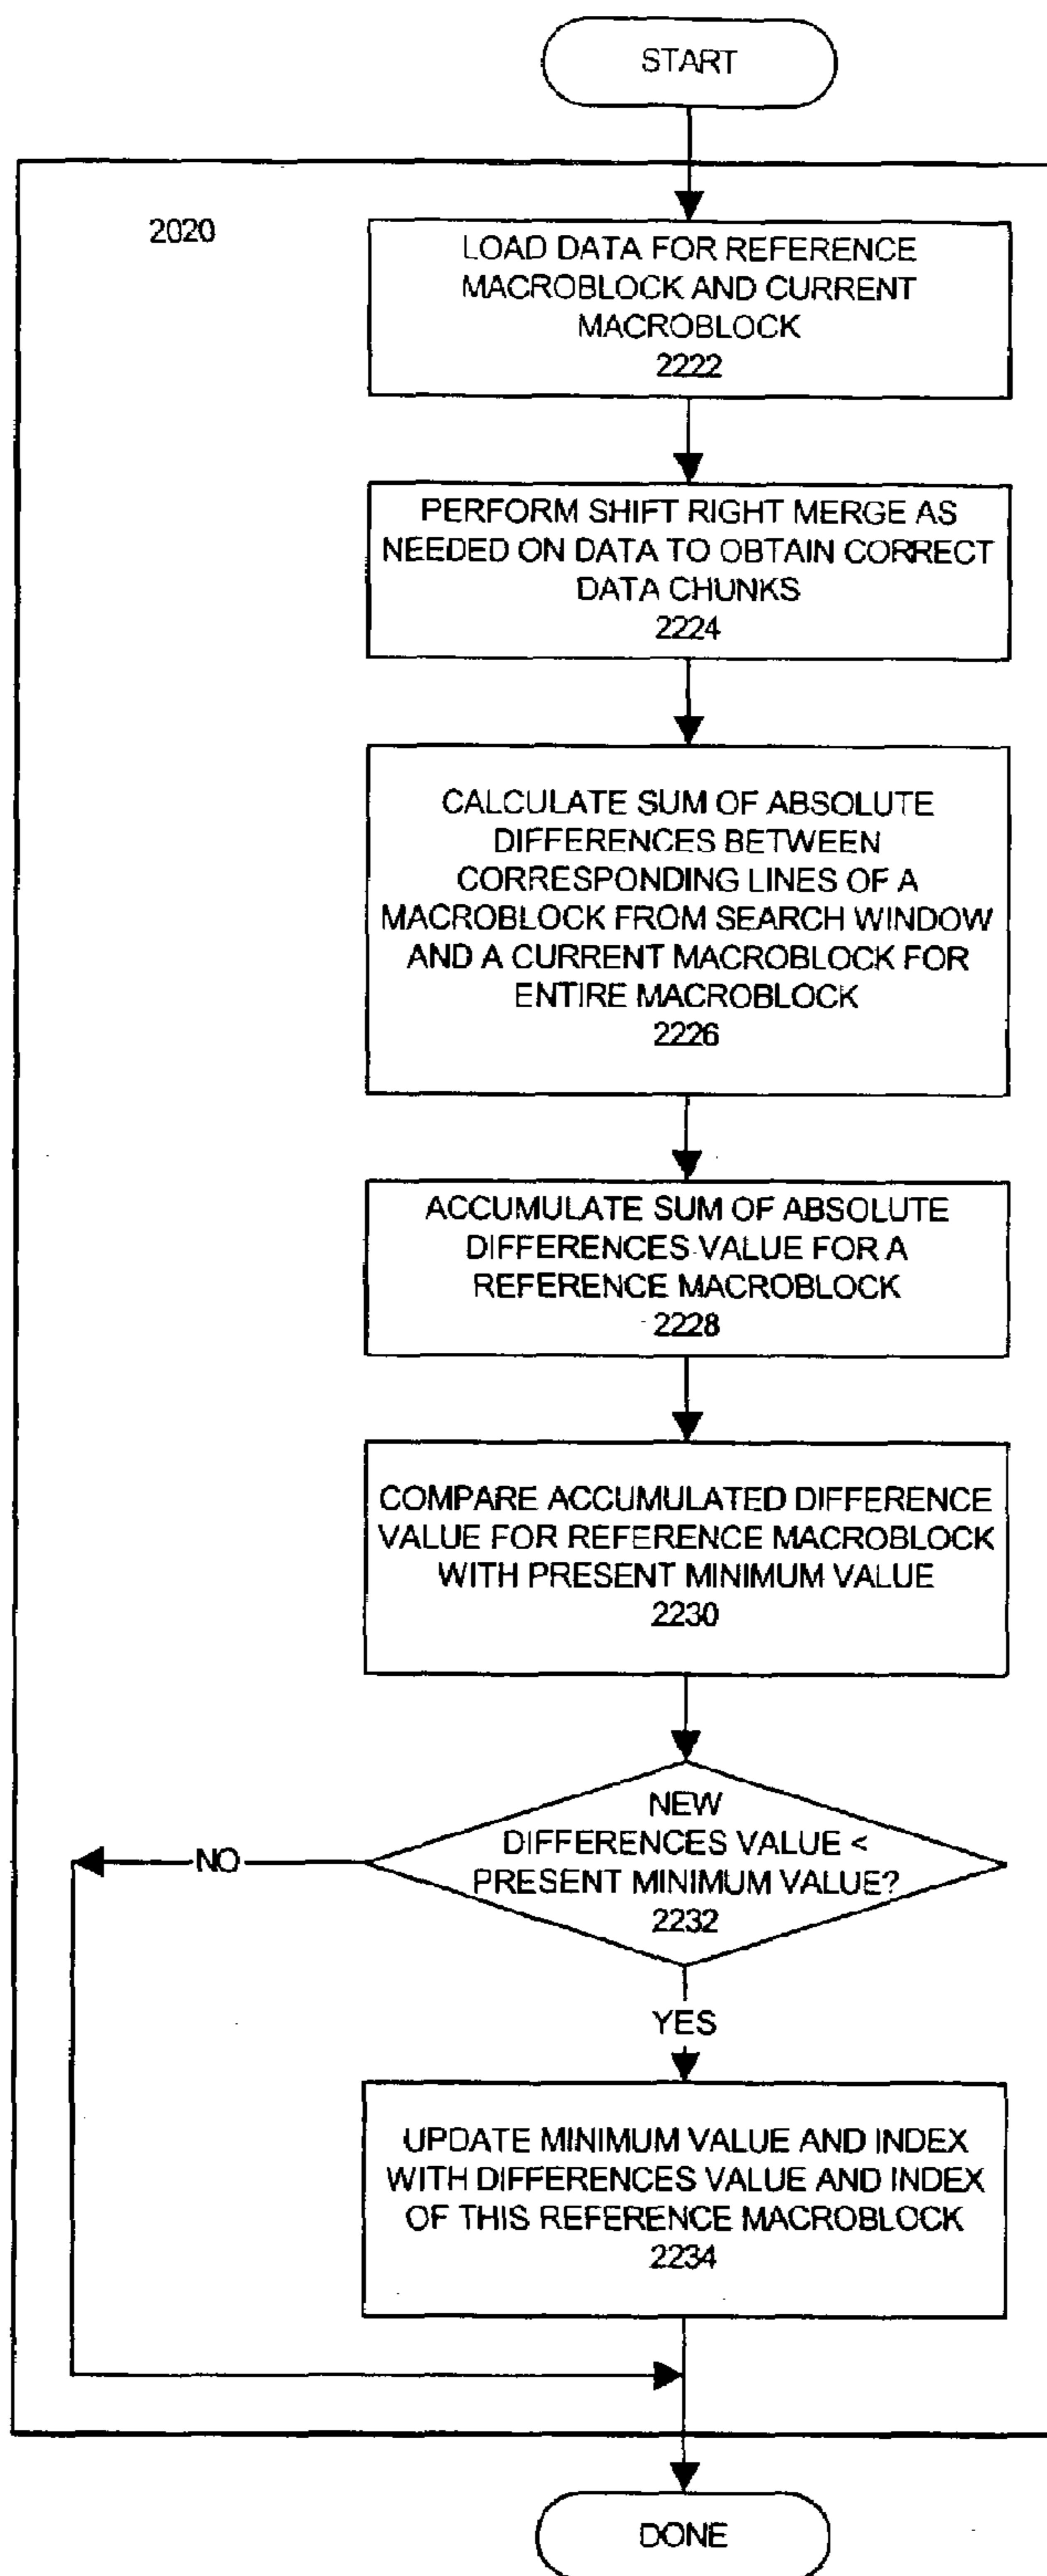 START
2020
LOAD DATA FOR REFERENCE
MACROBLOCK AND CURRENT
MACROBLOCK
2222
PERFORM SHIFT RIGHT MERGE AS
NEEDED ON DATA TO OBTAIN CORRECT
DATA CHUNKS
2224
CALCULATE SUM OF ABSOLUTE
DIFFERENCES BETWEEN
CORRESPONDING LINES OF A
MACROBLOCK FROM SEARCH WINDOW
AND A CURRENT MACROBLOCK FOR
ENTIRE MACROBLOCK
2226
ACCUMULATE SUM OF ABSOLUTE
DIFFERENCES VALUE FOR A
REFERENCE MACROBLOCK
2228
COMPARE ACCUMULATED DIFFERENCE
VALUE FOR REFERENCE MACROBLOCK
WITH PRESENT MINIMUM VALUE
2230
NEW
DIFFERENCES VALUE <
PRESENT MINIMUM VALUE?
2232
NO
YES
UPDATE MINIMUM VALUE AND INDEX
WITH DIFFERENCES VALUE AND INDEX
OF THIS REFERENCE MACROBLOCK
2234
DONE